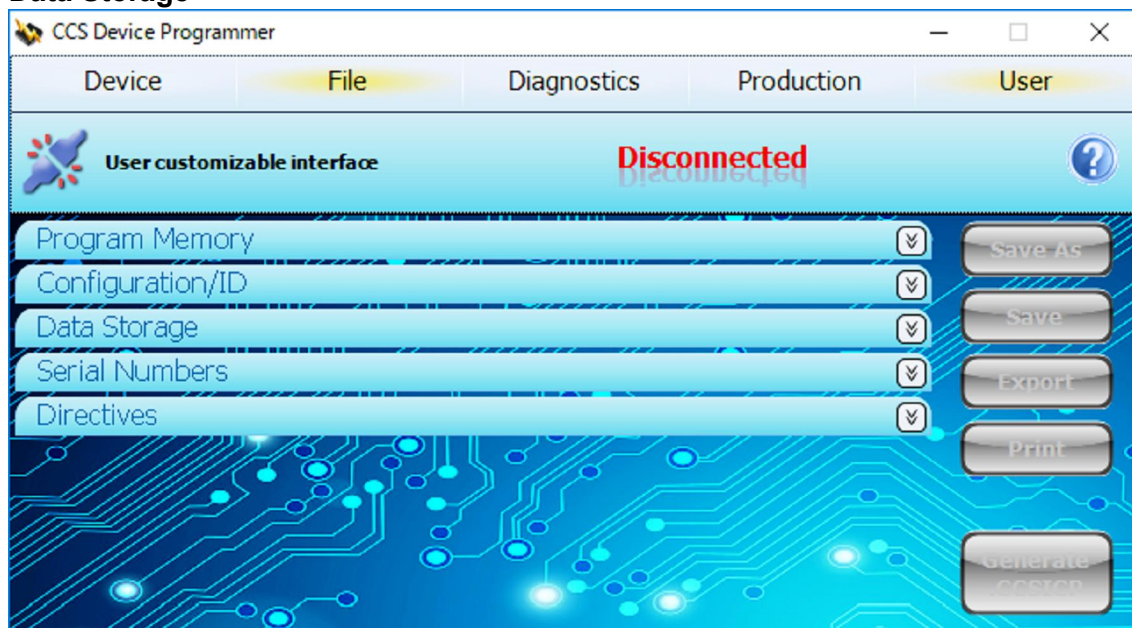 Data Storage
CCS Device Programmer
Device File Diagnostics Production User
User customizable interface Disconnected
Program Memory
Save As
Configuration/ID
Data Storage
Save
Serial Numbers
Export
Directives
Print
Generate
.CCSICD